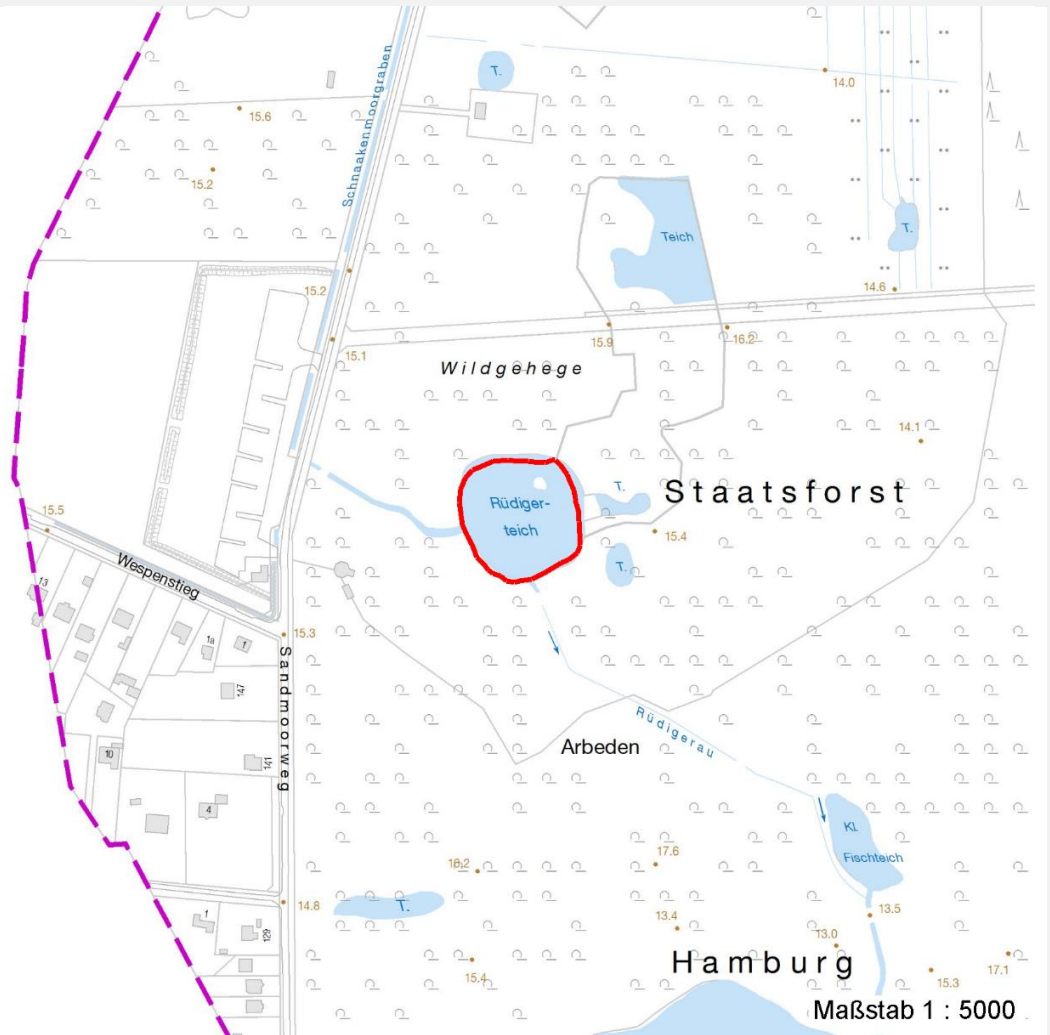 Schnaakenmoorgraben
T.
14.0
15.6
15.2
Teich
T.
15.2
14.6
15.1
15.9
16.2
Wildgehege
14.1
Rüdiger-
teich
T.
Staatsforst
15.5
15.4
Wespenstieg
T.
13
15.3
1a
1
147
Sandmoorweg
Rüdigerau
10
Arbeden
141
4
Kl.
Fischteich
16.2
17.6
14.8
T.
13.5
1
129
13.4
13.0
Hamburg
15.4
15.3
17.1
Maßstab 1 : 5000